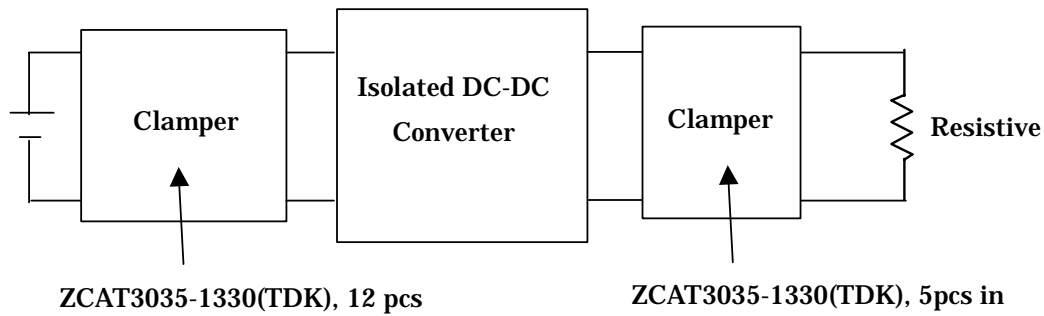 Clamper
Isolated DC-DC
Converter
Clamper
Resistive
ZCAT3035-1330(TDK), 12 pcs
ZCAT3035-1330(TDK), 5pcs in